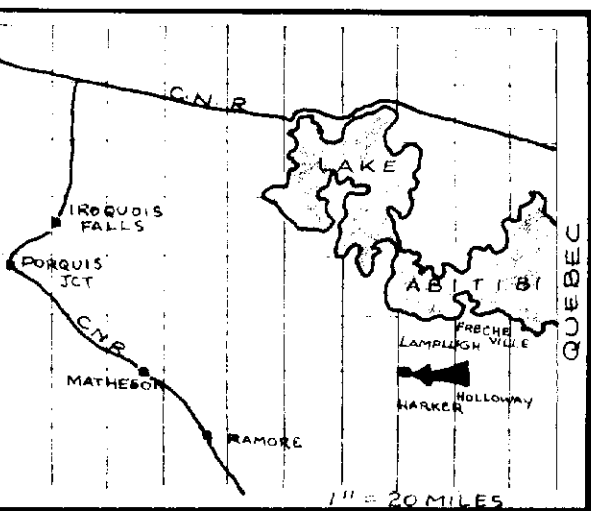 C.N.R
LAKE
IROQUOIS
FALLS
PORQUIS
JCT
ABITIBI
QUEBEC
C.N.R
FRECHEVILLE
LAMPLUGH
MATHESON
HOLLOWAY
HARKER
RAMORE
1" = 20 MILES